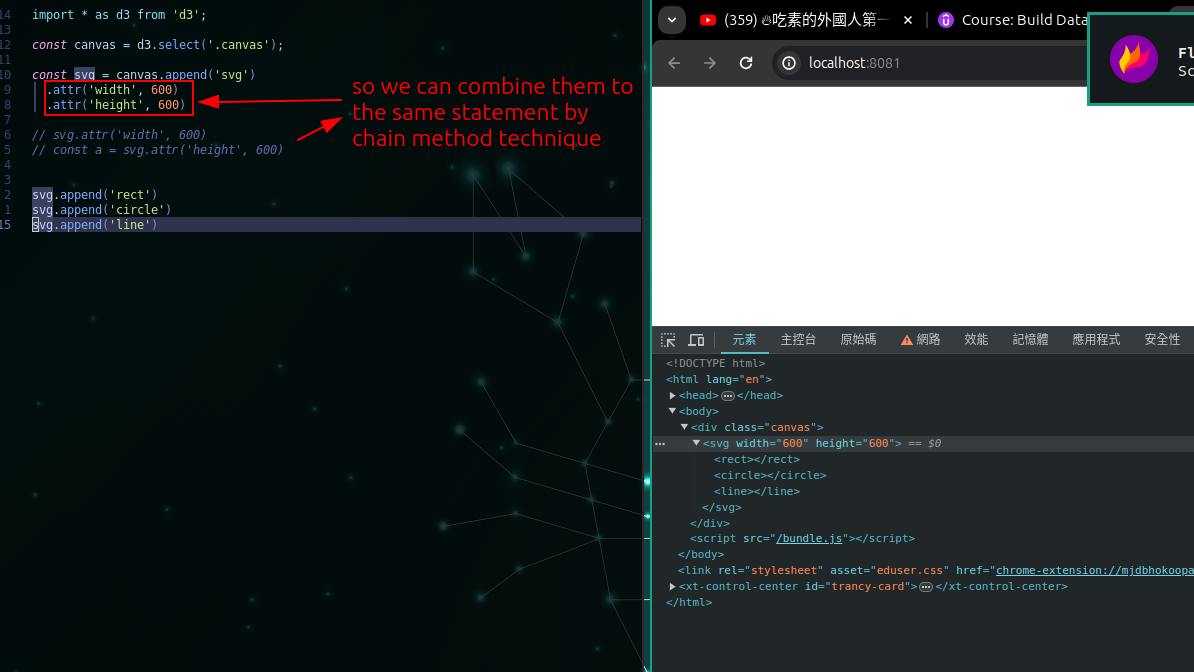 14 import * as d3 from 'd3';
13
12 const canvas = d3.select('.canvas');
11
10 const svg = canvas.append('svg')
9 .attr('width', 600)
8 .attr('height', 600)
7
6 // svg.attr('width', 600)
5 // const a = svg.attr('height', 600)
4
3
2 svg.append('rect')
1 svg.append('circle')
15 svg.append('line')
so we can combine them to
the same statement by
chain method technique
(359) 🔥吃素的外國人第一
Course: Build Data
localhost:8081
Fl
Sc
元素 主控台 原始碼 網路 效能 記憶體 應用程式 安全性
<!DOCTYPE html>
<html lang="en">
<head> ⋯ </head>
<body>
<div class="canvas">
⋯ <svg width="600" height="600"> == $0
<rect></rect>
<circle></circle>
<line></line>
</svg>
</div>
<script src="/bundle.js"></script>
</body>
<link rel="stylesheet" asset="eduser.css" href="chrome-extension://mjdbhokoopa
<xt-control-center id="trancy-card"> ⋯ </xt-control-center>
</html>